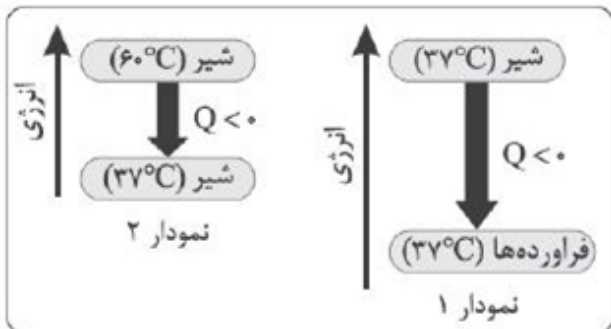 انرژی
شیر (۳۷°C)
Q < ۰
فراورده‌ها (۳۷°C)
نمودار ۱
انرژی
شیر (۶۰°C)
Q < ۰
شیر (۳۷°C)
نمودار ۲